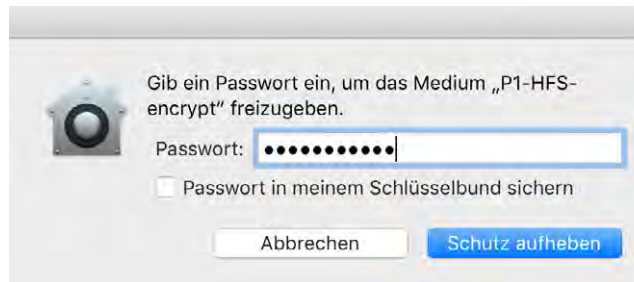 Gib ein Passwort ein, um das Medium „P1-HFS-
encrypt“ freizugeben.
Passwort: ●●●●●●●●●●●
Passwort in meinem Schlüsselbund sichern
Abbrechen
Schutz aufheben